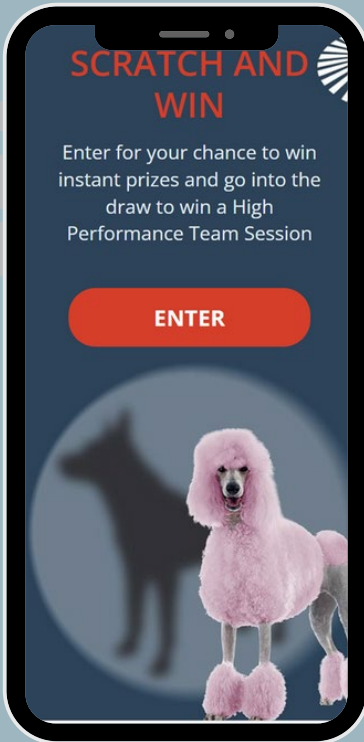 SCRATCH AND
WIN
Enter for your chance to win
instant prizes and go into the
draw to win a High
Performance Team Session
ENTER